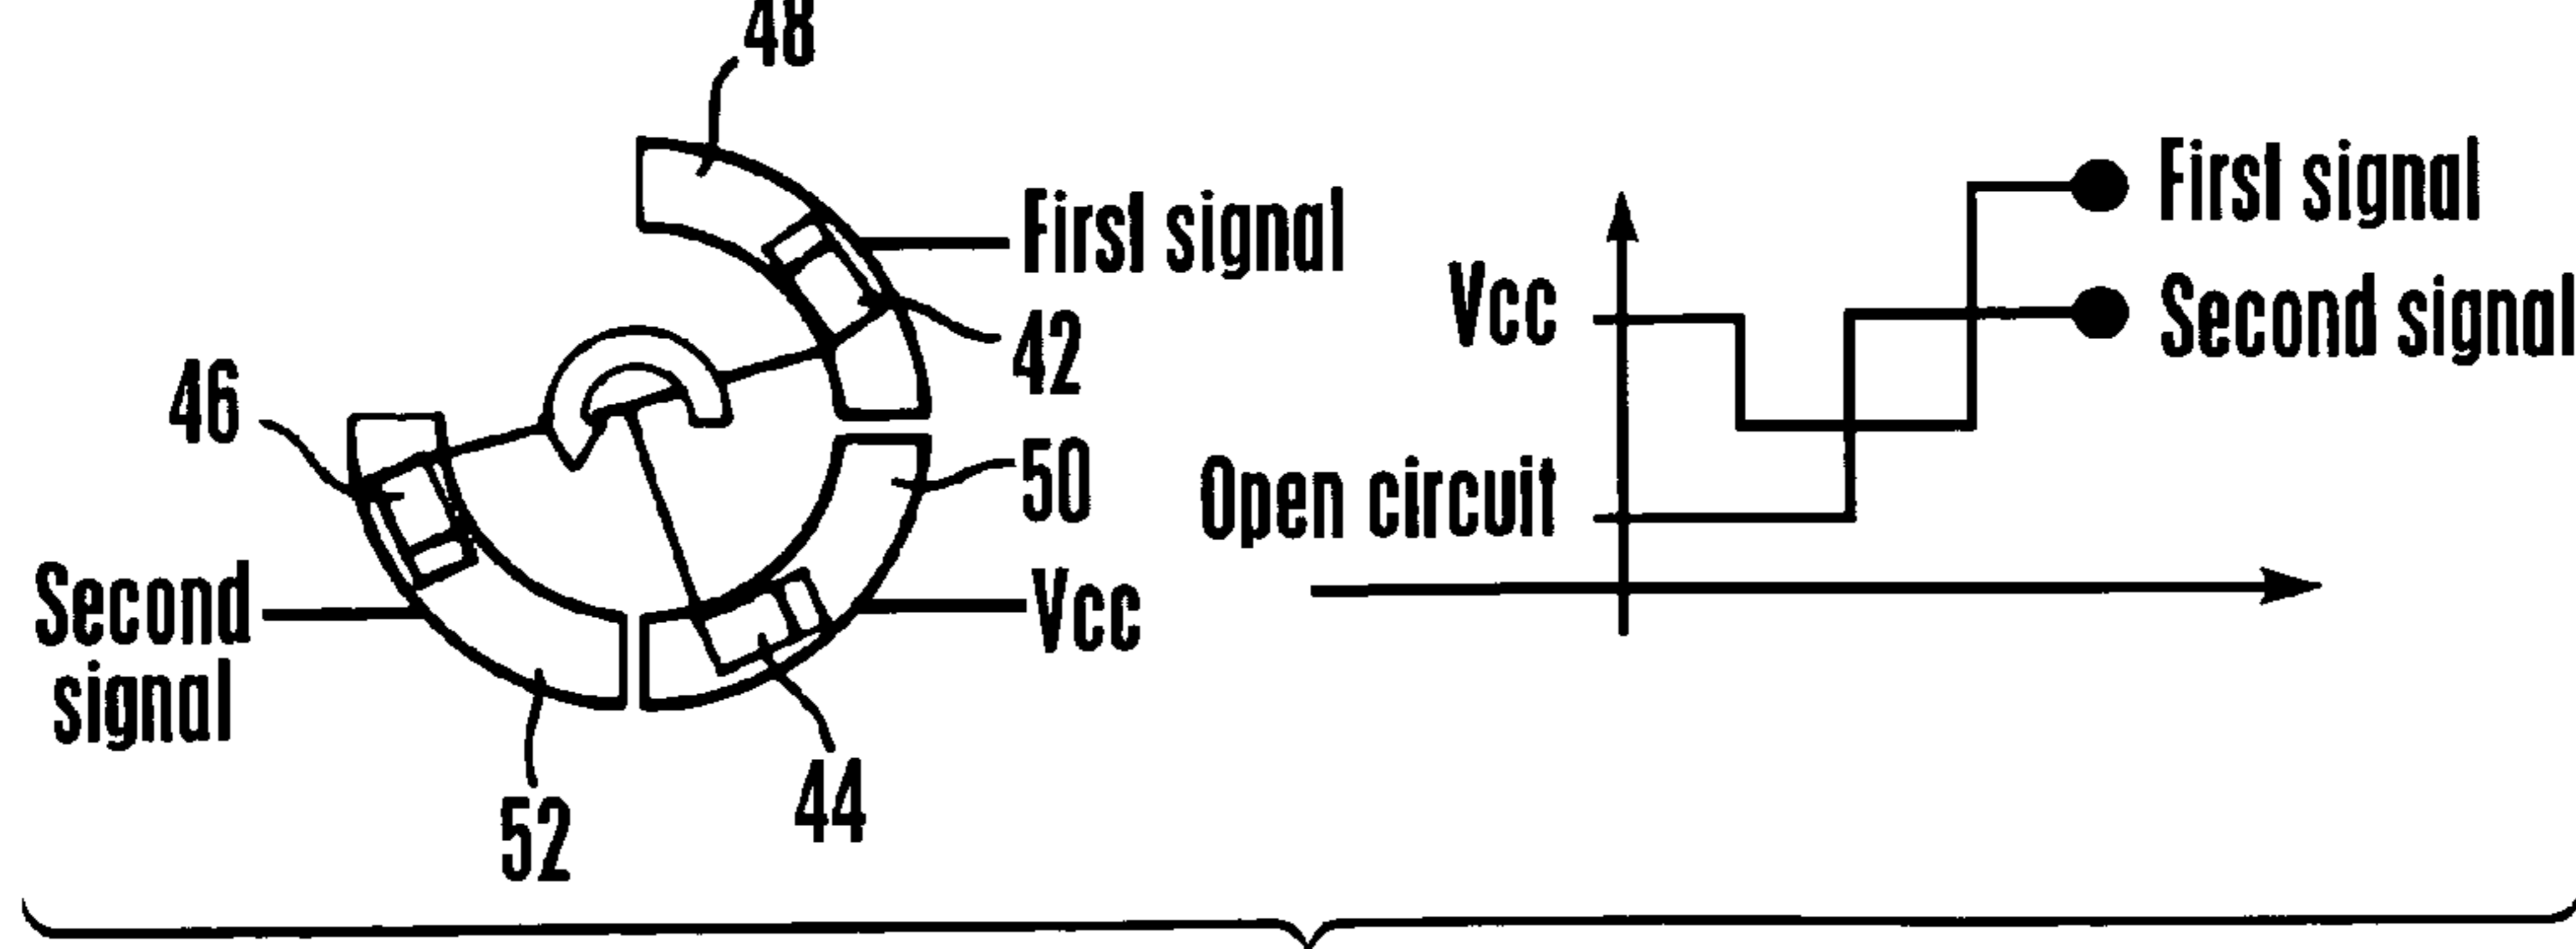 48
First signal
42
46
50
Second
signal
Vcc
52
44
First signal
Vcc
Second signal
Open circuit